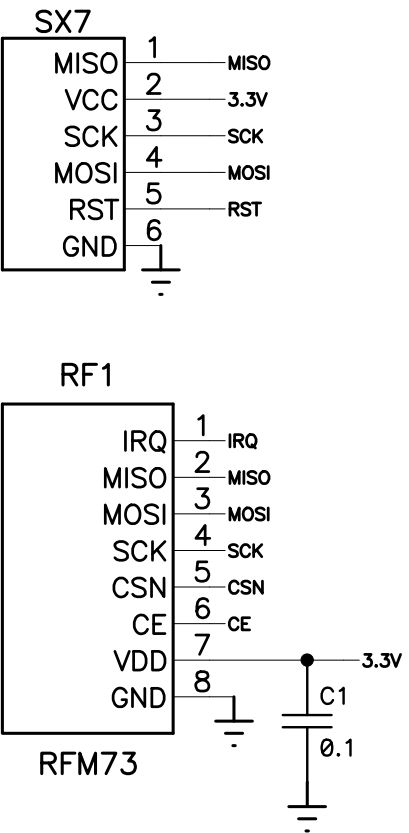 SX7
MISO 1 MISO
VCC 2 3.3V
SCK 3 SCK
MOSI 4 MOSI
RST 5 RST
GND 6
RF1
IRQ 1 IRQ
MISO 2 MISO
MOSI 3 MOSI
SCK 4 SCK
CSN 5 CSN
CE 6 CE
VDD 7 3.3V
GND 8
C1
0.1
RFM73